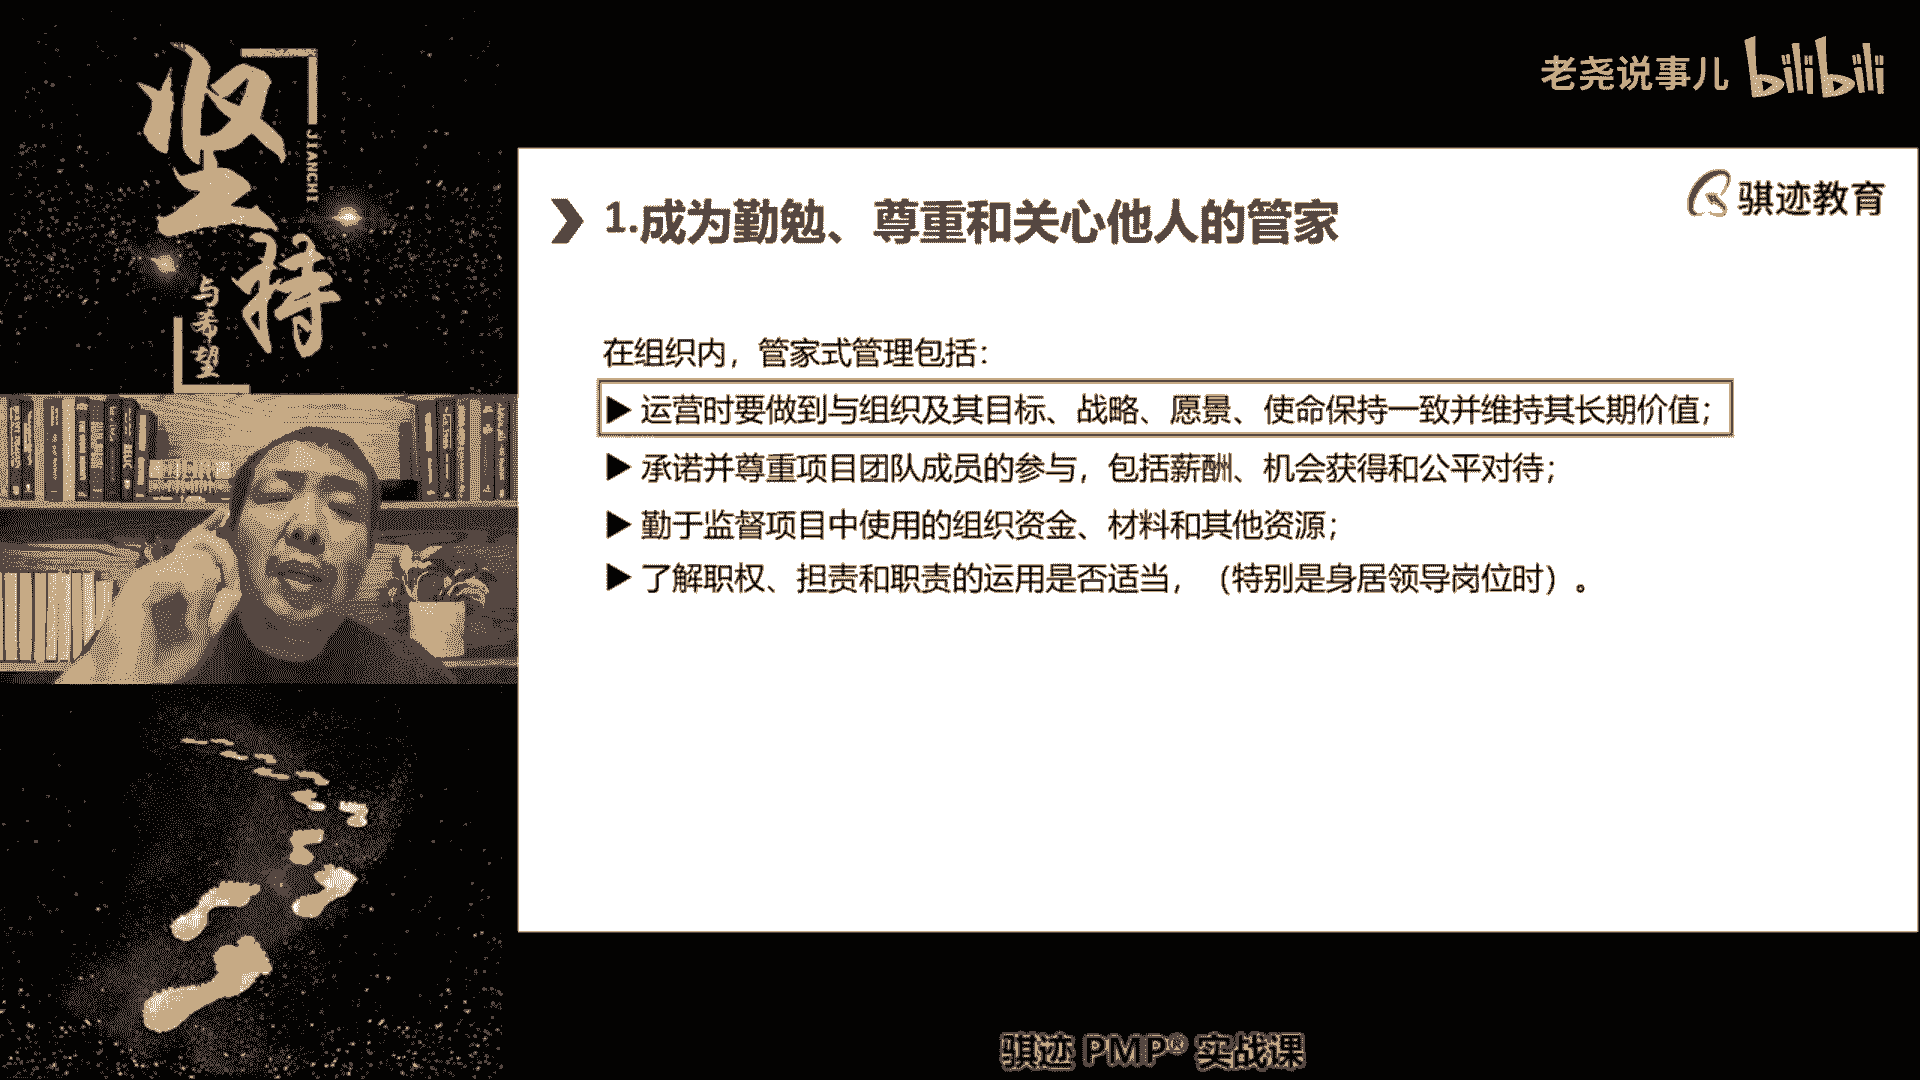 坚持
JIANCHI
与希望
老尧说事儿 bilibili
骐迹教育
1.成为勤勉、尊重和关心他人的管家
在组织内，管家式管理包括：
▶ 运营时要做到与组织及其目标、战略、愿景、使命保持一致并维持其长期价值；
▶ 承诺并尊重项目团队成员的参与，包括薪酬、机会获得和公平对待；
▶ 勤于监督项目中使用的组织资金、材料和其他资源；
▶ 了解职权、担责和职责的运用是否适当，（特别是身居领导岗位时）。
骐迹 PMP® 实战课